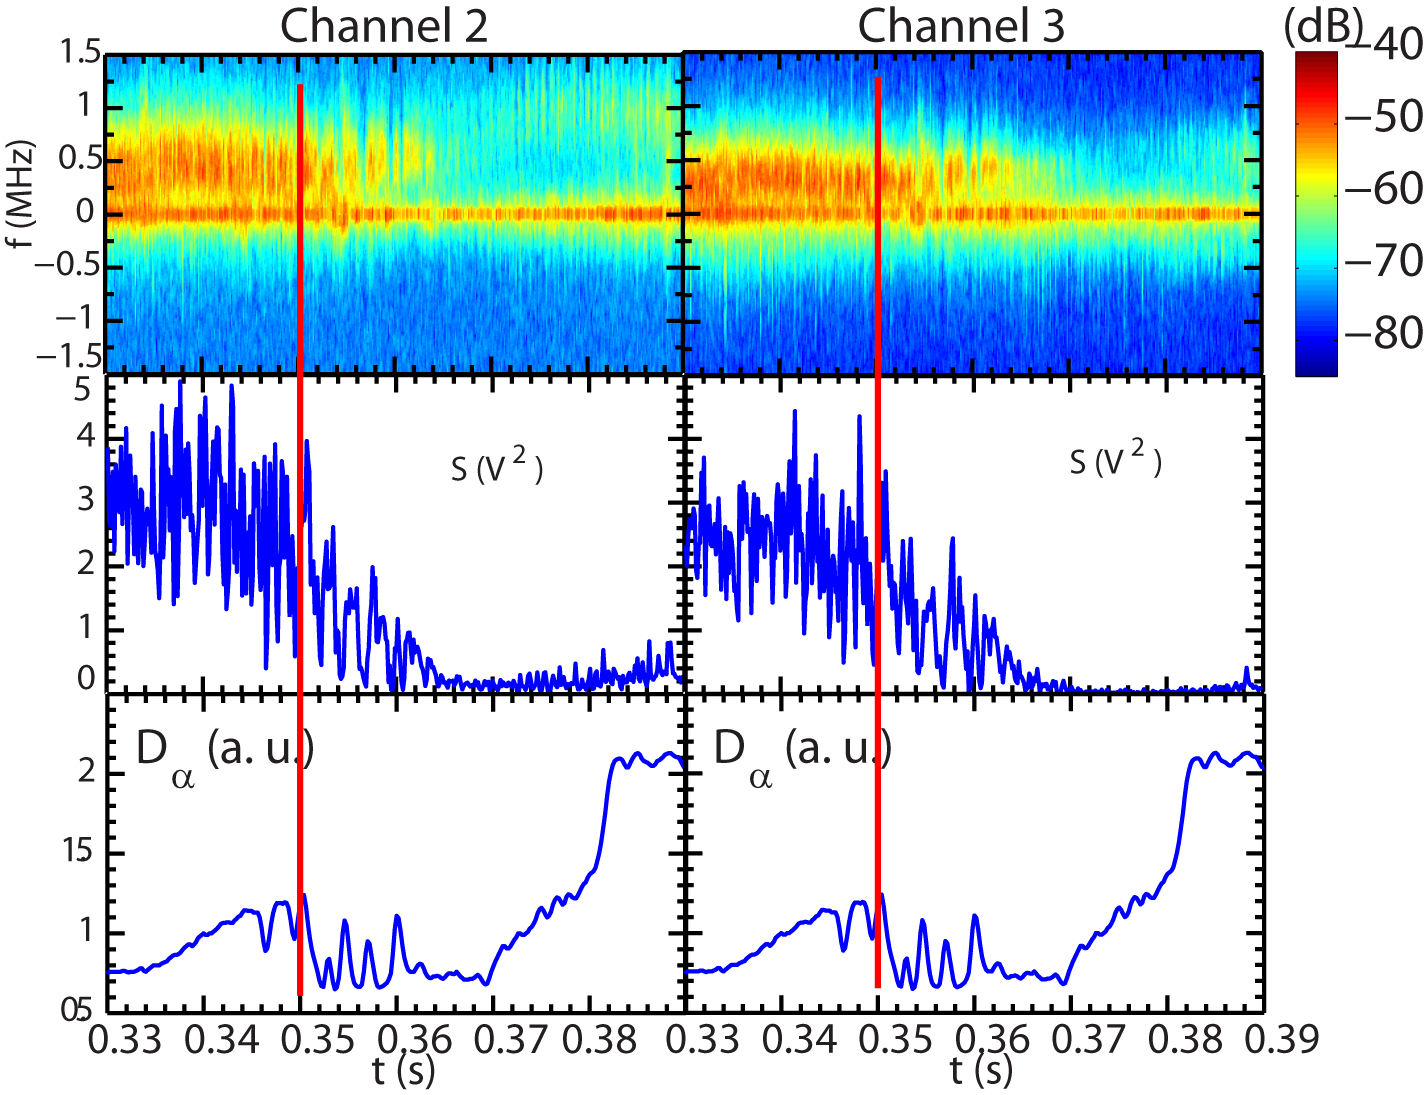 Channel 2 Channel 3 (dB)
1.5 −40
1 −50
0.5 −60
0
−0.5 −70
−1 −80
−1.5
f (MHz)
5
4 S (V 2 ) S (V 2 )
3
2
1
0
D α (a. u.) D α (a. u.)
2
15
1
05
0.33 0.34 0.35 0.36 0.37 0.38 0.33 0.34 0.35 0.36 0.37 0.38 0.39
t (s) t (s)